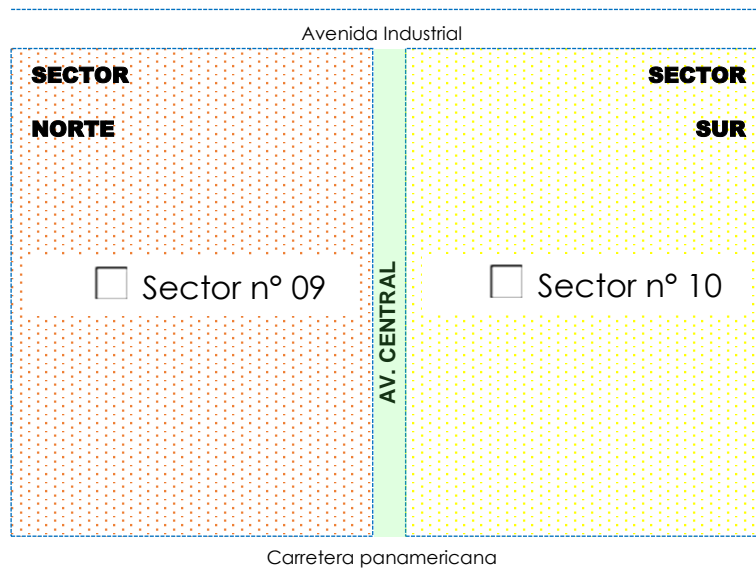 Avenida Industrial
SECTOR
NORTE
SECTOR
SUR
Sector n° 09
AV. CENTRAL
Sector n° 10
Carretera panamericana